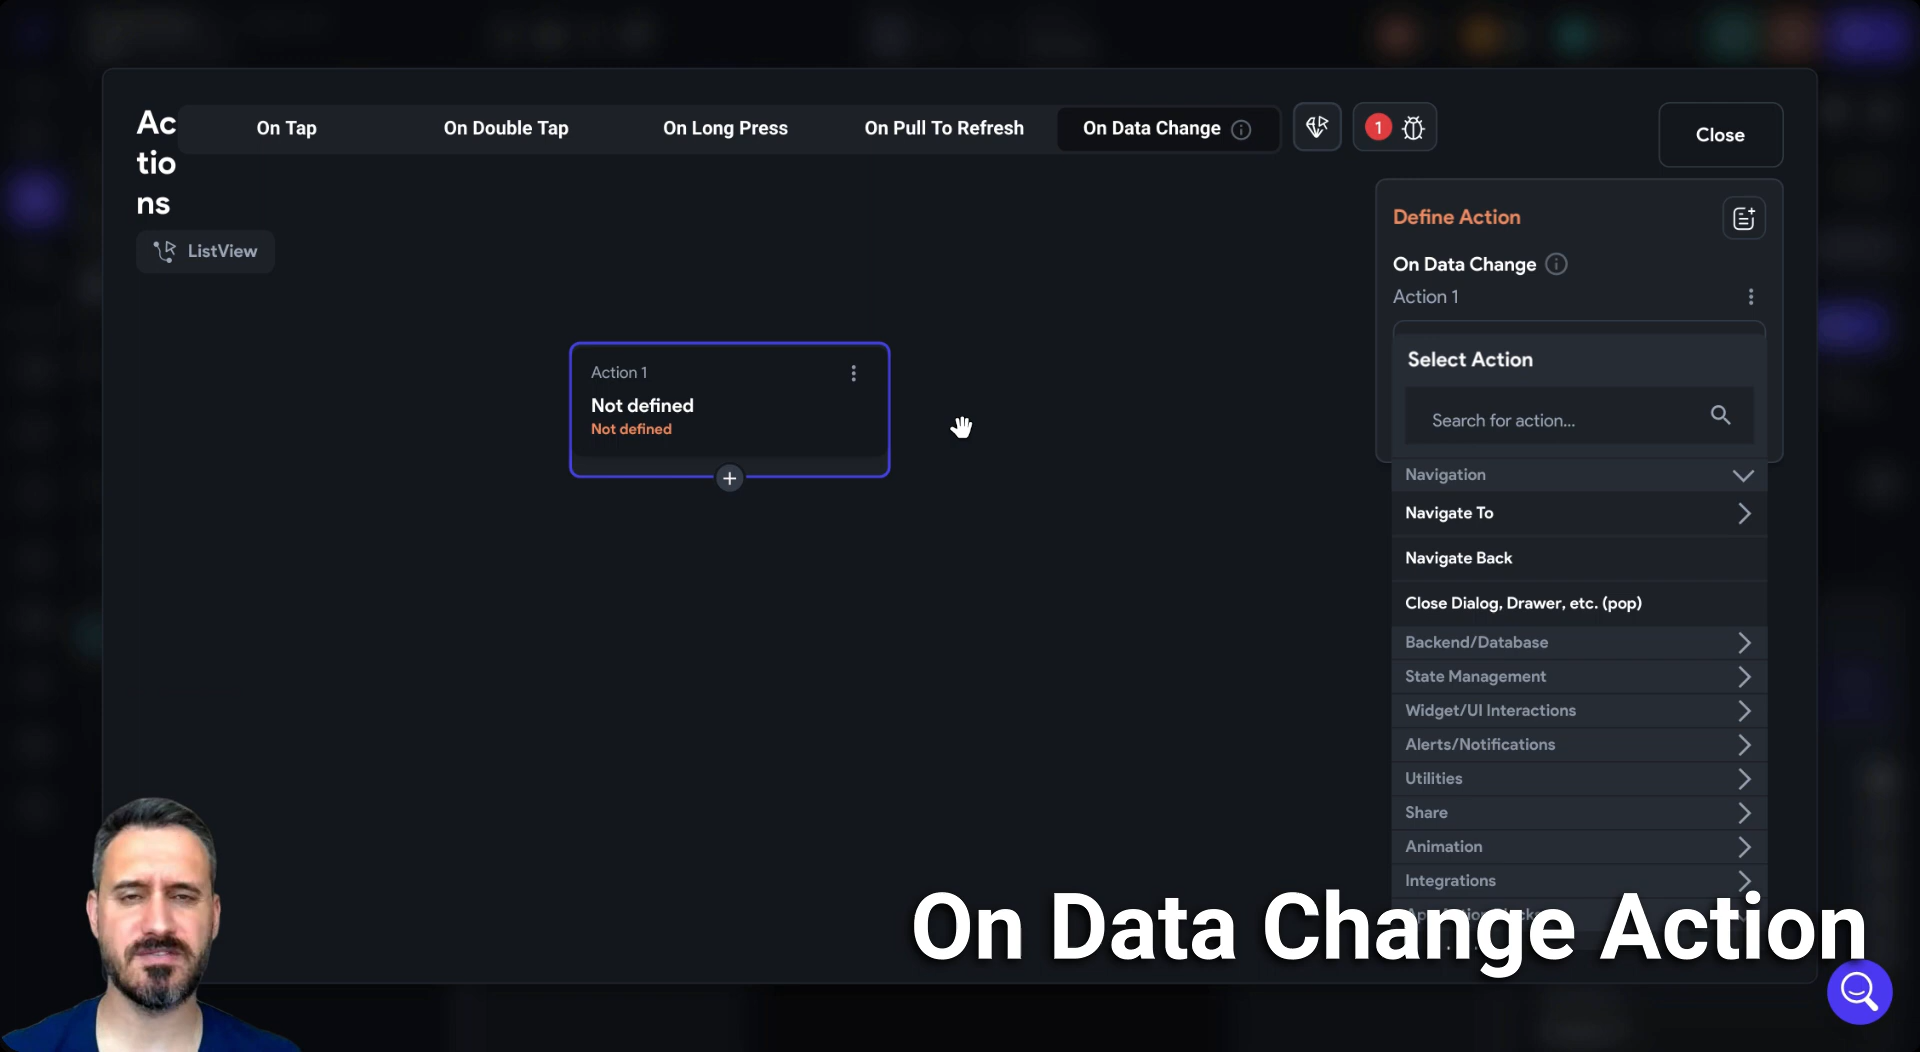 Ac
tio
ns
On Tap
On Double Tap
On Long Press
On Pull To Refresh
On Data Change
1
Close
ListView
Define Action
On Data Change
Action 1
Select Action
Search for action...
Navigation
Navigate To
Navigate Back
Close Dialog, Drawer, etc. (pop)
Backend/Database
State Management
Widget/UI Interactions
Alerts/Notifications
Utilities
Share
Animation
Integrations
Action 1
Not defined
Not defined
On Data Change Action